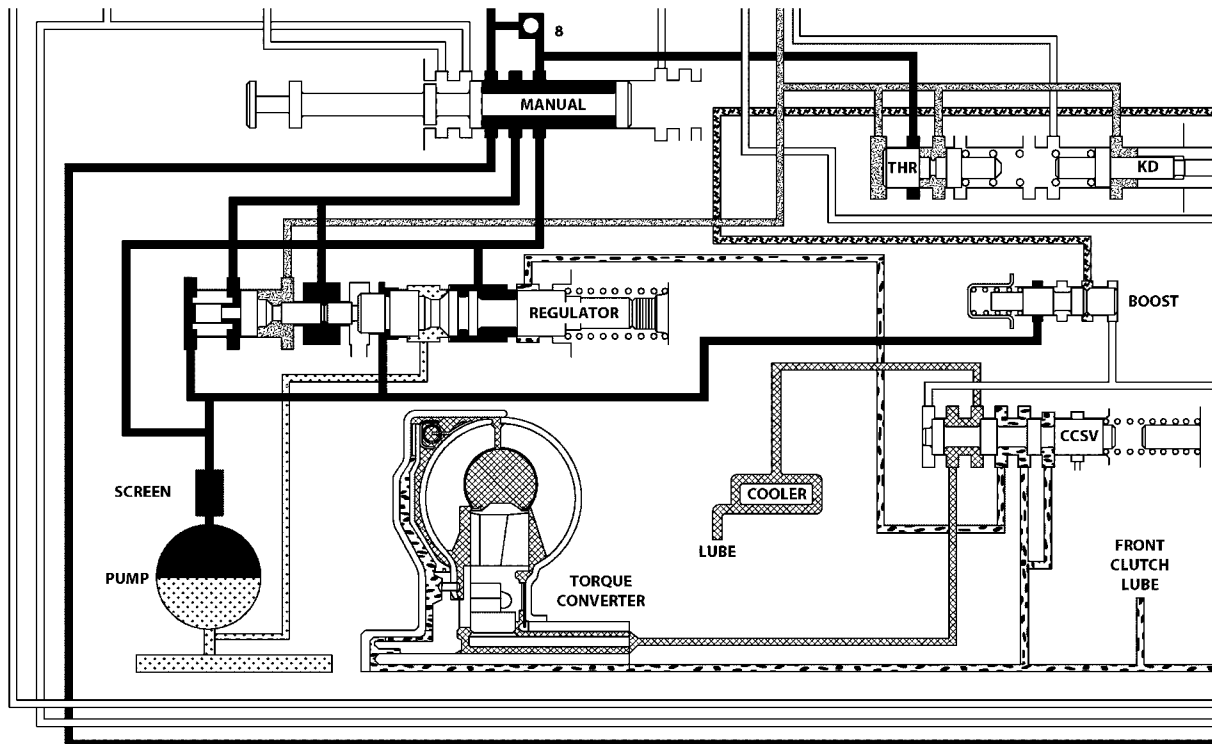 8
MANUAL
THR
KD
REGULATOR
BOOST
CCSV
SCREEN
COOLER
LUBE
PUMP
TORQUE
CONVERTER
FRONT
CLUTCH
LUBE